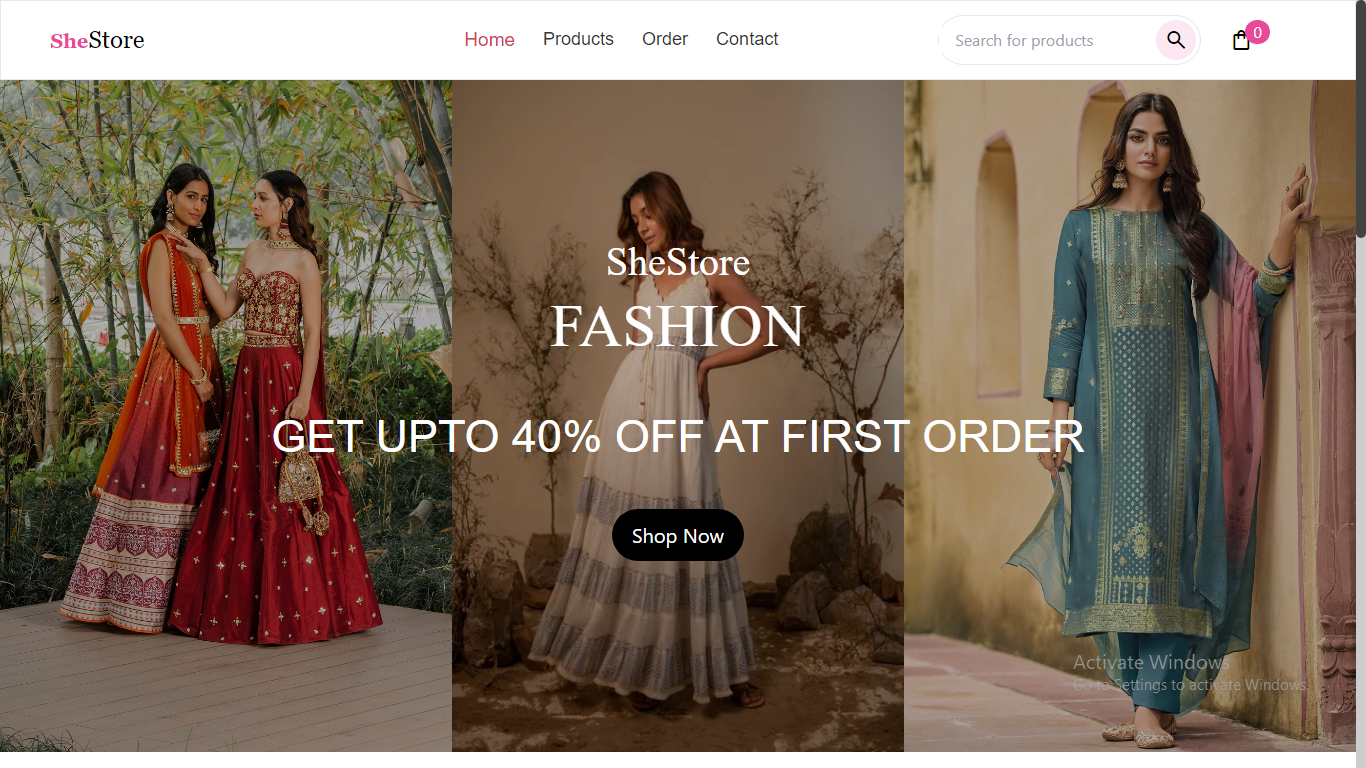 SheStore
Home Products Order Contact
Search for products
0
SheStore
FASHION
GET UPTO 40% OFF AT FIRST ORDER
Shop Now
Activate Windows
Go to Settings to activate Windows.